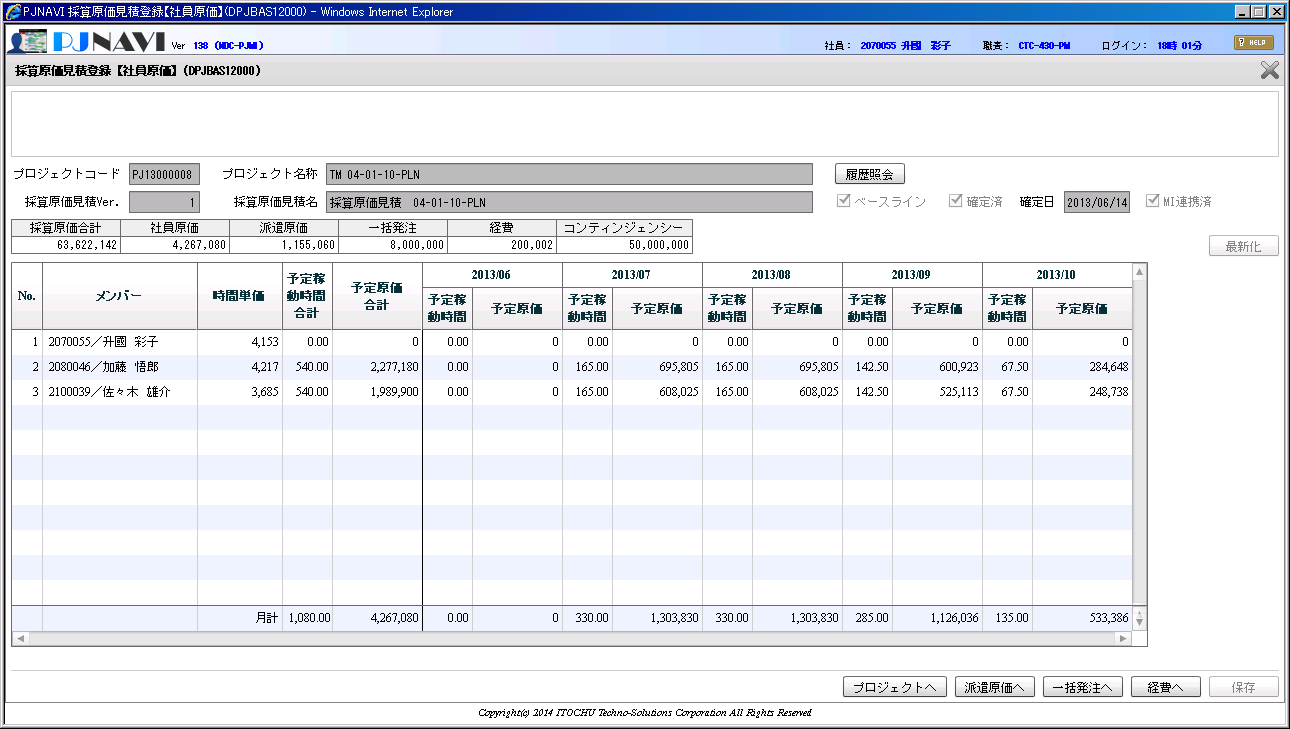 PJNAVI 採算原価見積登録【社員原価】(DPJBAS12000) - Windows Internet Explorer
PJNAVI Ver 138 (NDC-PJMI) 社員： 2070055 升國 彩子 職責： CTC-430-PM ログイン： 18時 01分 ? HELP
採算原価見積登録【社員原価】(DPJBAS12000)
プロジェクトコード PJ13000008 プロジェクト名称 TM 04-01-10-PLN 履歴照会
採算原価見積Ver. 1 採算原価見積名 採算原価見積 04-01-10-PLN ベースライン 確定済 確定日 2013/06/14 MI連携済
採算原価合計 社員原価 派遣原価 一括発注 経費 コンティンジェンシー
63,622,142 4,267,080 1,155,060 8,000,000 200,002 50,000,000
最新化
No. メンバー 時間単価 予定稼動時間合計 予定原価合計 2013/06 2013/07 2013/08 2013/09 2013/10
予定稼動時間 予定原価 予定稼動時間 予定原価 予定稼動時間 予定原価 予定稼動時間 予定原価 予定稼動時間 予定原価
1 2070055／升國 彩子 4,153 0.00 0 0.00 0 0.00 0 0.00 0 0.00 0 0.00 0
2 2080046／加藤 悟郎 4,217 540.00 2,277,180 0.00 0 165.00 695,805 165.00 695,805 142.50 600,923 67.50 284,648
3 2100039／佐々木 雄介 3,685 540.00 1,989,900 0.00 0 165.00 608,025 165.00 608,025 142.50 525,113 67.50 248,738
月計 1,080.00 4,267,080 0.00 0 330.00 1,303,830 330.00 1,303,830 285.00 1,126,036 135.00 533,386
プロジェクトへ 派遣原価へ 一括発注へ 経費へ 保存
Copyright(c) 2014 ITOCHU Techno-Solutions Corporation All Rights Reserved